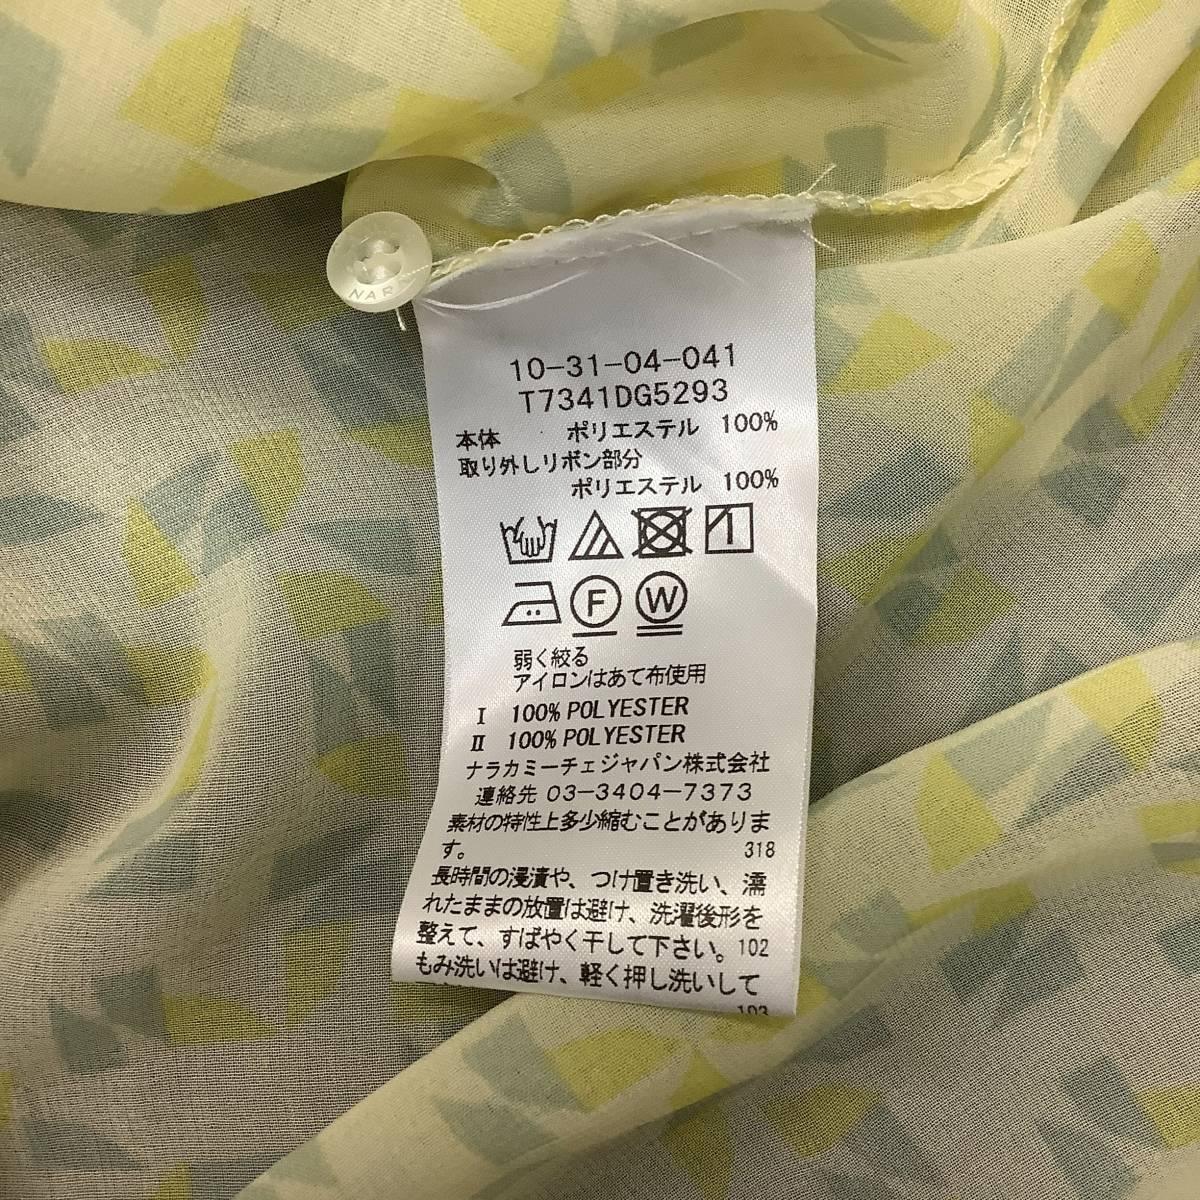 NARA
10-31-04-041
T7341DG5293
本体 ポリエステル 100%
取り外しリボン部分
ポリエステル 100%
F W
弱く絞る
アイロンはあて布使用
I 100% POLYESTER
II 100% POLYESTER
ナラカミーチェジャパン株式会社
連絡先 03-3404-7373
素材の特性上多少縮むことがありま
す。 318
長時間の浸漬や、つけ置き洗い、濡
れたままの放置は避け、洗濯後形を
整えて、すばやく干して下さい。102
もみ洗いは避け、軽く押し洗いして
103